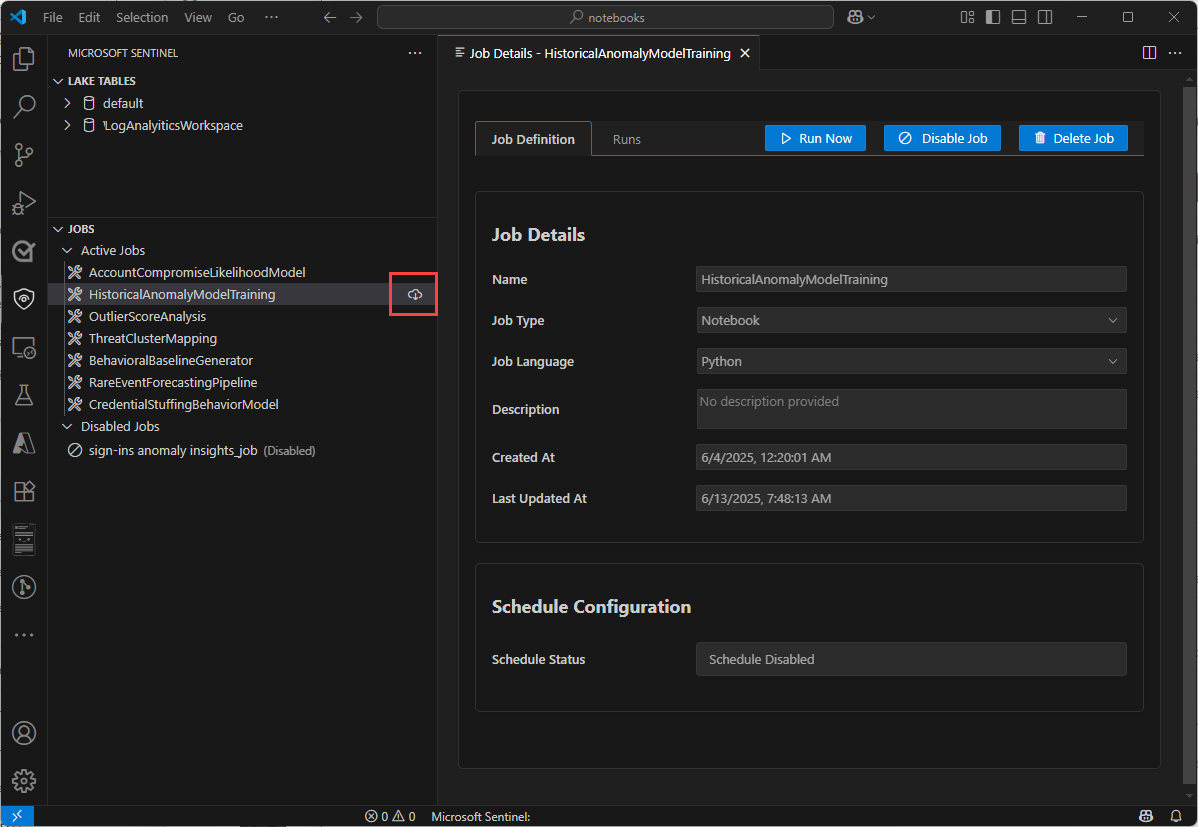 File Edit Selection View Go ... notebooks
MICROSOFT SENTINEL ...
LAKE TABLES
default
'LogAnalyiticsWorkspace
JOBS
Active Jobs
AccountCompromiseLikelihoodModel
HistoricalAnomalyModelTraining
OutlierScoreAnalysis
ThreatClusterMapping
BehavioralBaselineGenerator
RareEventForecastingPipeline
CredentialStuffingBehaviorModel
Disabled Jobs
sign-ins anomaly insights_job (Disabled)
Job Details - HistoricalAnomalyModelTraining
Job Definition Runs Run Now Disable Job Delete Job
Job Details
Name HistoricalAnomalyModelTraining
Job Type Notebook
Job Language Python
Description No description provided
Created At 6/4/2025, 12:20:01 AM
Last Updated At 6/13/2025, 7:48:13 AM
Schedule Configuration
Schedule Status Schedule Disabled
0 0 Microsoft Sentinel: